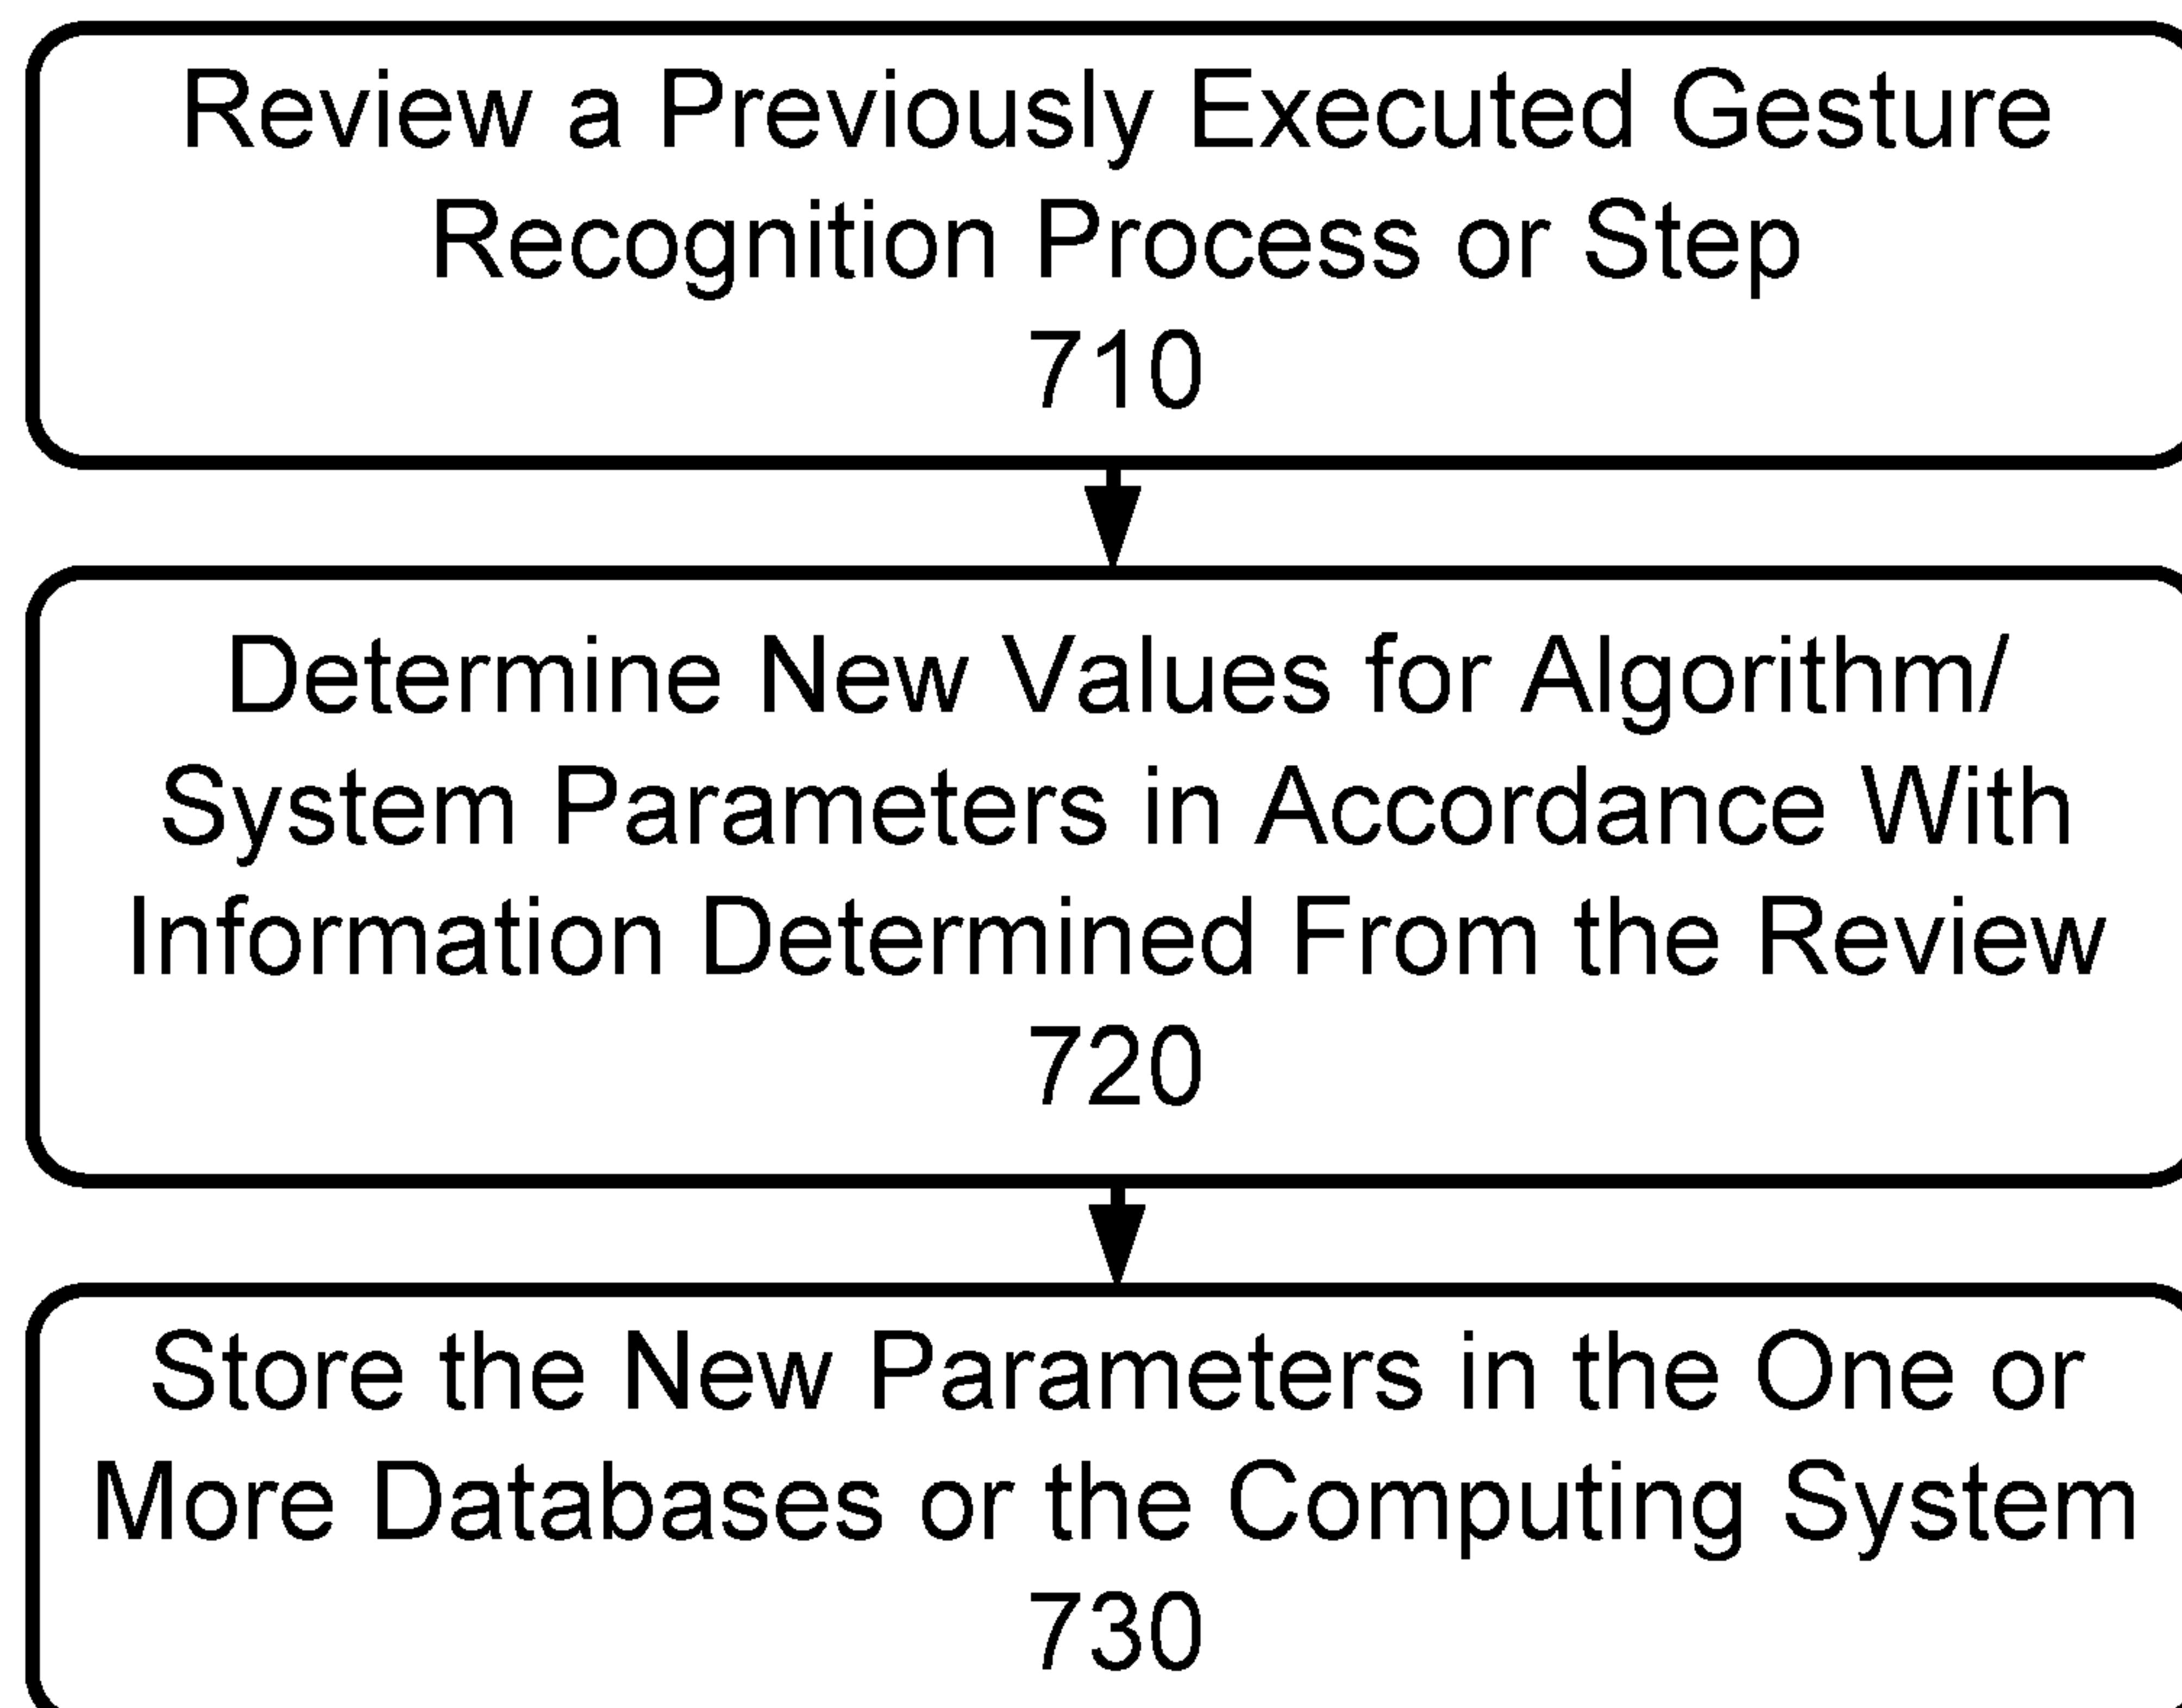 Review a Previously Executed Gesture
Recognition Process or Step
710
Determine New Values for Algorithm/
System Parameters in Accordance With
Information Determined From the Review
720
Store the New Parameters in the One or
More Databases or the Computing System
730